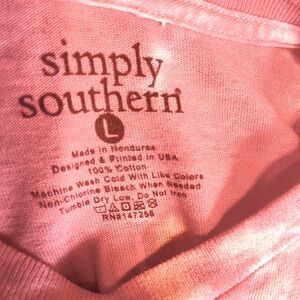 simply
southern
L
Made in Honduras
Designed & Printed in USA
100% Cotton
Machine Wash Cold With Like Colors
Non-Chlorine Bleach When Needed
Tumble Dry Low, Do Not Iron
RN#147256